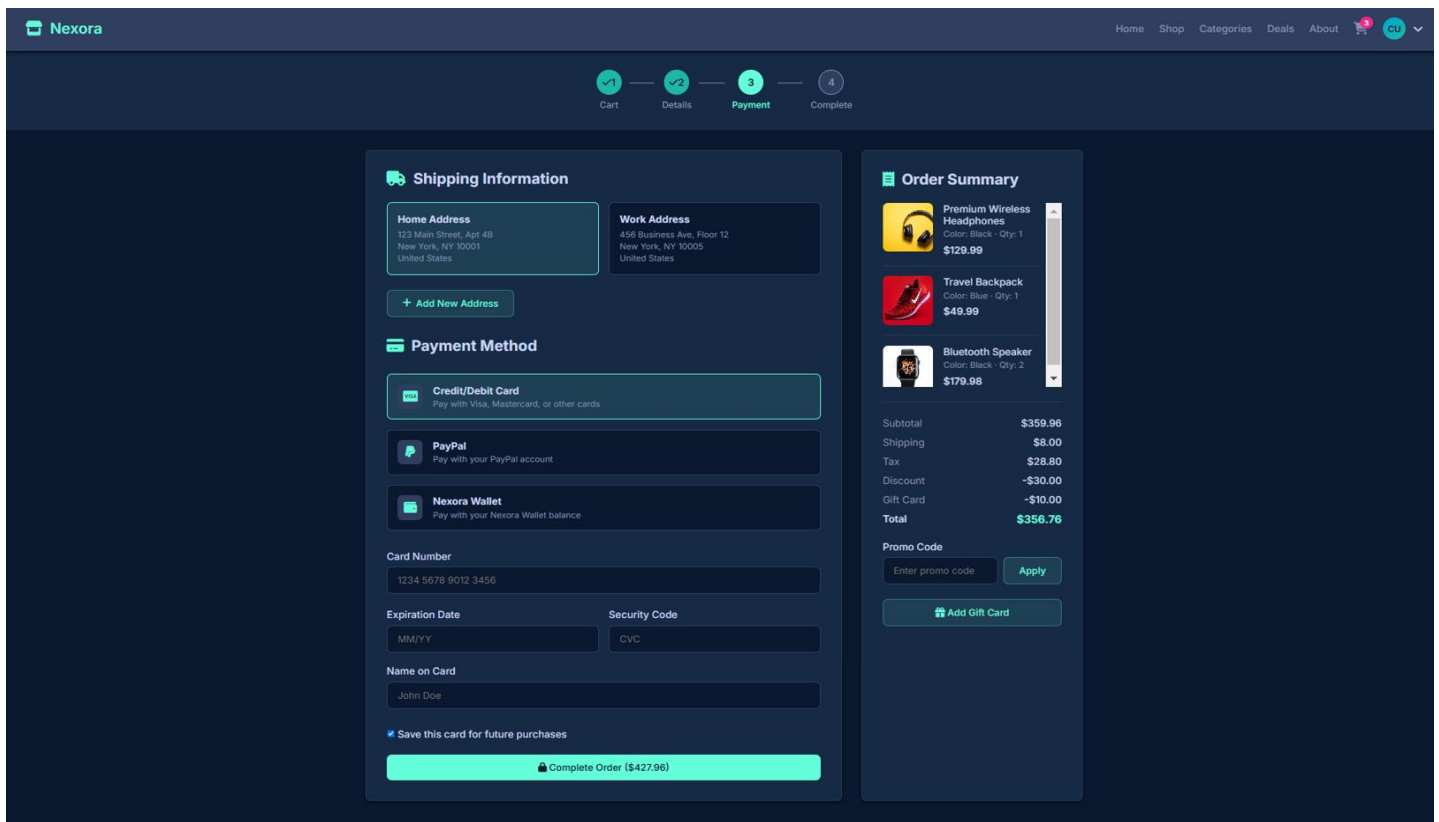 Nexora
Home Shop Categories Deals About 3 CU
1 2 3 4
Cart Details Payment Complete
Shipping Information
Home Address
123 Main Street, Apt 4B
New York, NY 10001
United States
Work Address
456 Business Ave, Floor 12
New York, NY 10005
United States
+ Add New Address
Payment Method
VISA
Credit/Debit Card
Pay with Visa, Mastercard, or other cards
PayPal
Pay with your PayPal account
Nexora Wallet
Pay with your Nexora Wallet balance
Card Number
1234 5678 9012 3456
Expiration Date
MM/YY
Security Code
CVC
Name on Card
John Doe
Save this card for future purchases
Complete Order ($427.96)
Order Summary
Premium Wireless
Headphones
Color: Black · Qty: 1
$129.99
Travel Backpack
Color: Blue · Qty: 1
$49.99
Bluetooth Speaker
Color: Black · Qty: 2
$179.98
Subtotal $359.96
Shipping $8.00
Tax $28.80
Discount -$30.00
Gift Card -$10.00
Total $356.76
Promo Code
Enter promo code
Apply
Add Gift Card